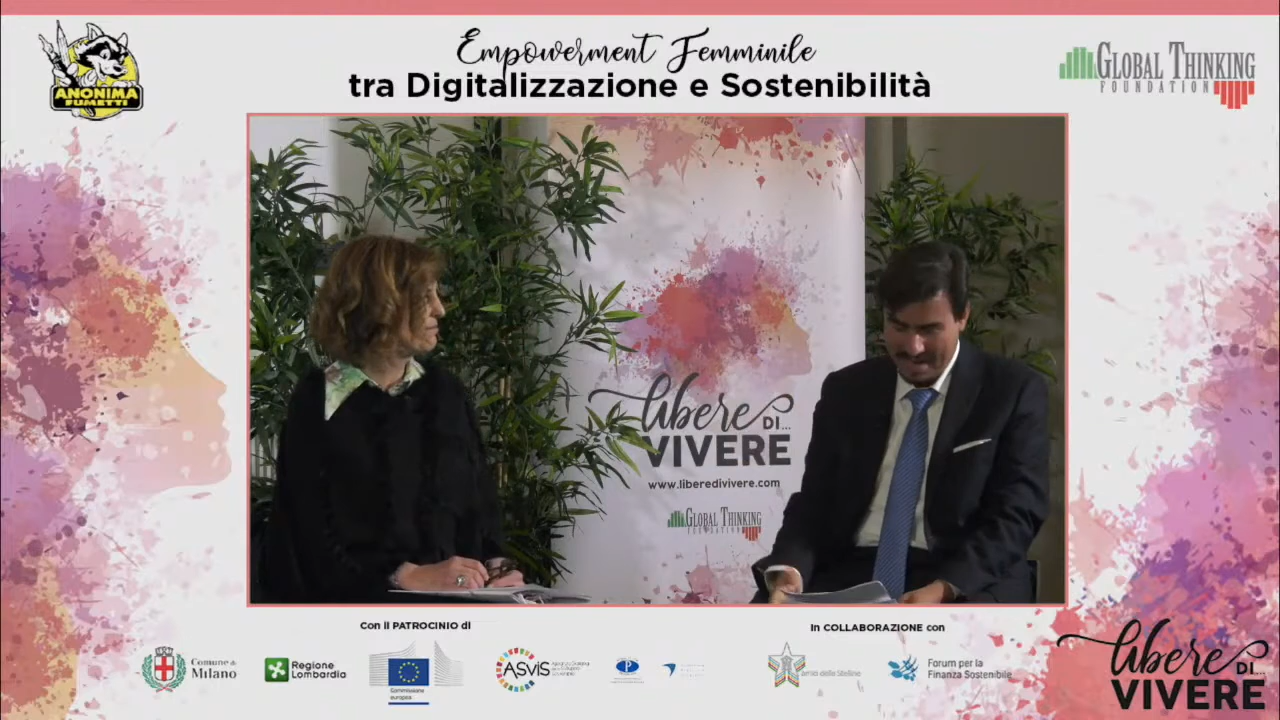 Empowerment Femminile
tra Digitalizzazione e Sostenibilità
ANONIMA
FUMETTI
GLOBAL THINKING
FOUNDATION
libere DI...
VIVERE
www.liberedivivere.com
GLOBAL THINKING
FOUNDATION
Con il PATROCINIO di
In COLLABORAZIONE con
Comune di
Milano
Regione
Lombardia
Commissione
europea
ASviS
Forum per la
Finanza Sostenibile
libere DI...
VIVERE